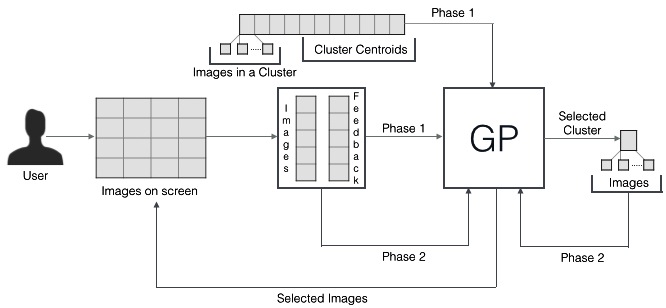 Phase 1
Cluster Centroids
Images in a Cluster
Images
Feedback
Phase 1
GP
Selected
Cluster
User
Images on screen
Images
Phase 2
Phase 2
Selected Images